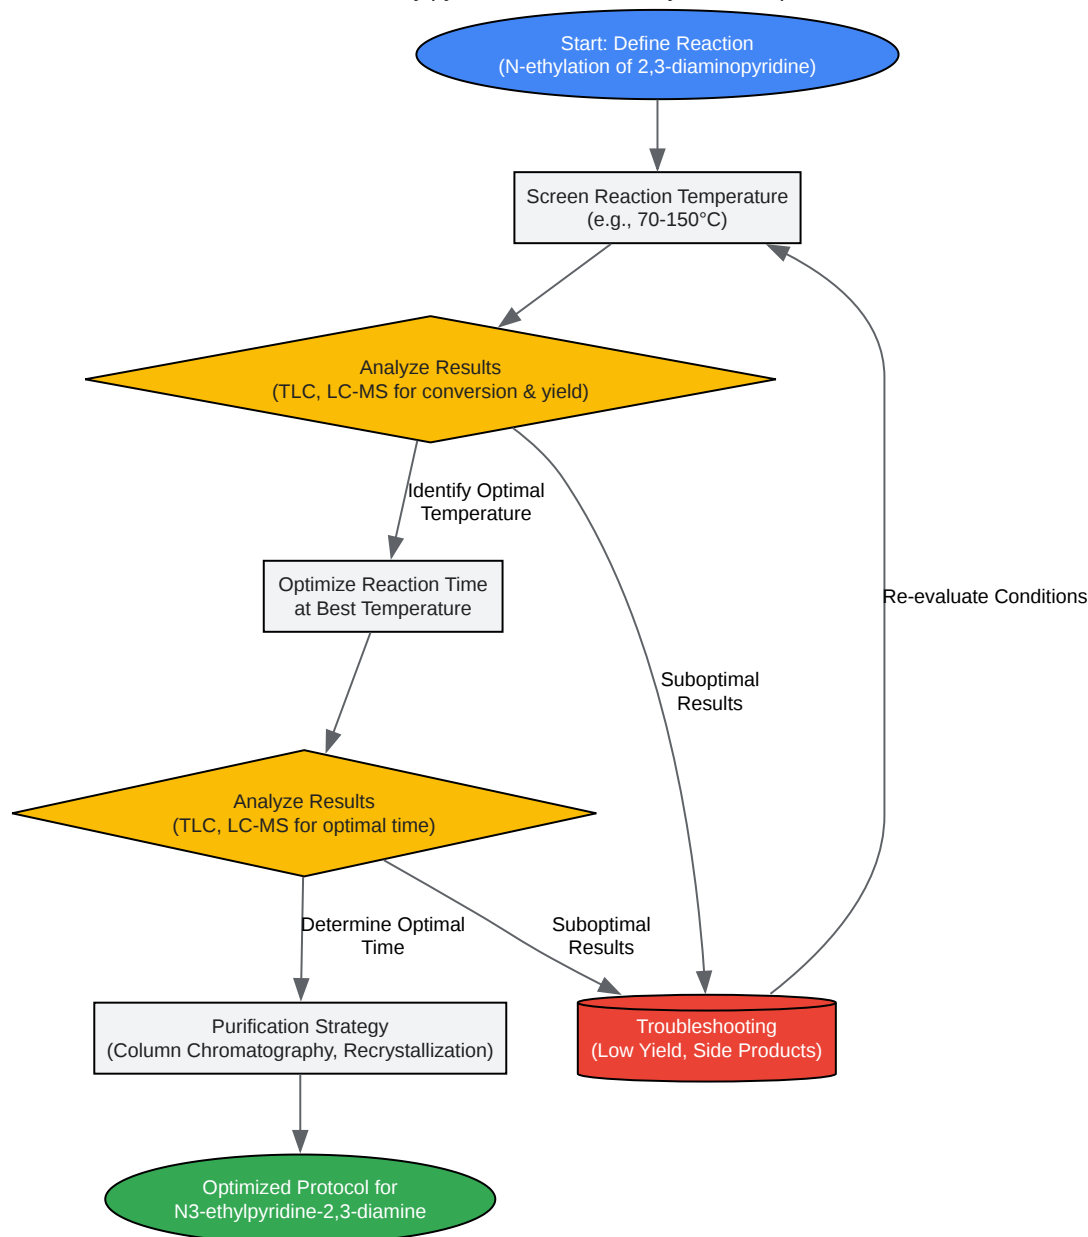 Start: Define Reaction
(N-ethylation of 2,3-diaminopyridine)
Screen Reaction Temperature
(e.g., 70-150°C)
Analyze Results
(TLC, LC-MS for conversion & yield)
Identify Optimal
Temperature
Optimize Reaction Time
at Best Temperature
Re-evaluate Conditions
Suboptimal
Results
Analyze Results
(TLC, LC-MS for optimal time)
Determine Optimal
Time
Suboptimal
Results
Purification Strategy
(Column Chromatography, Recrystallization)
Troubleshooting
(Low Yield, Side Products)
Optimized Protocol for
N3-ethylpyridine-2,3-diamine